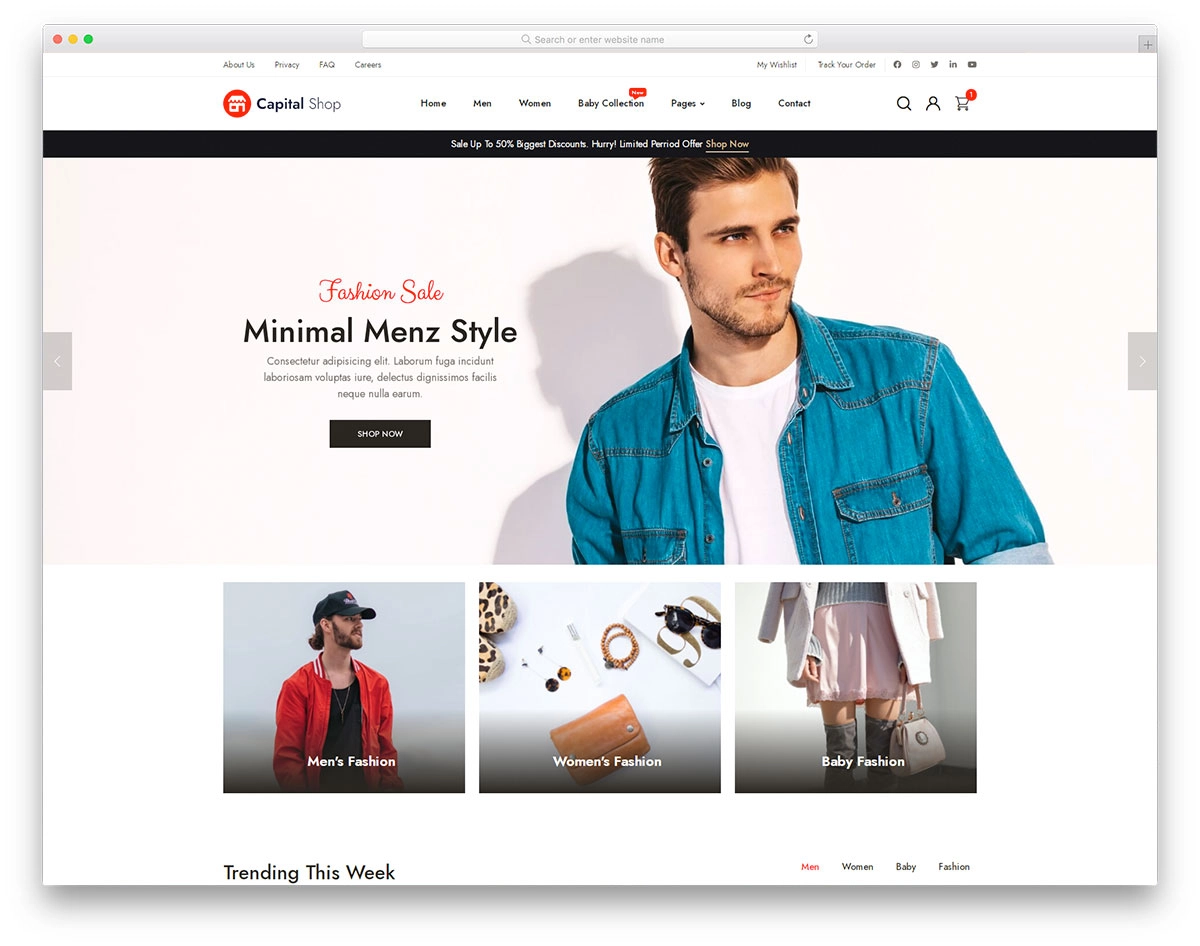 Search or enter website name
About Us Privacy FAQ Careers My Wishlist Track Your Order
Capital Shop Home Men Women Baby Collection New Pages Blog Contact 1
Sale Up To 50% Biggest Discounts. Hurry! Limited Perriod Offer Shop Now
Fashion Sale
Minimal Menz Style
Consectetur adipisicing elit. Laborum fuga incidunt
laboriosam voluptas iure, delectus dignissimos facilis
neque nulla earum.
SHOP NOW
Men's Fashion Women's Fashion Baby Fashion
Trending This Week Men Women Baby Fashion